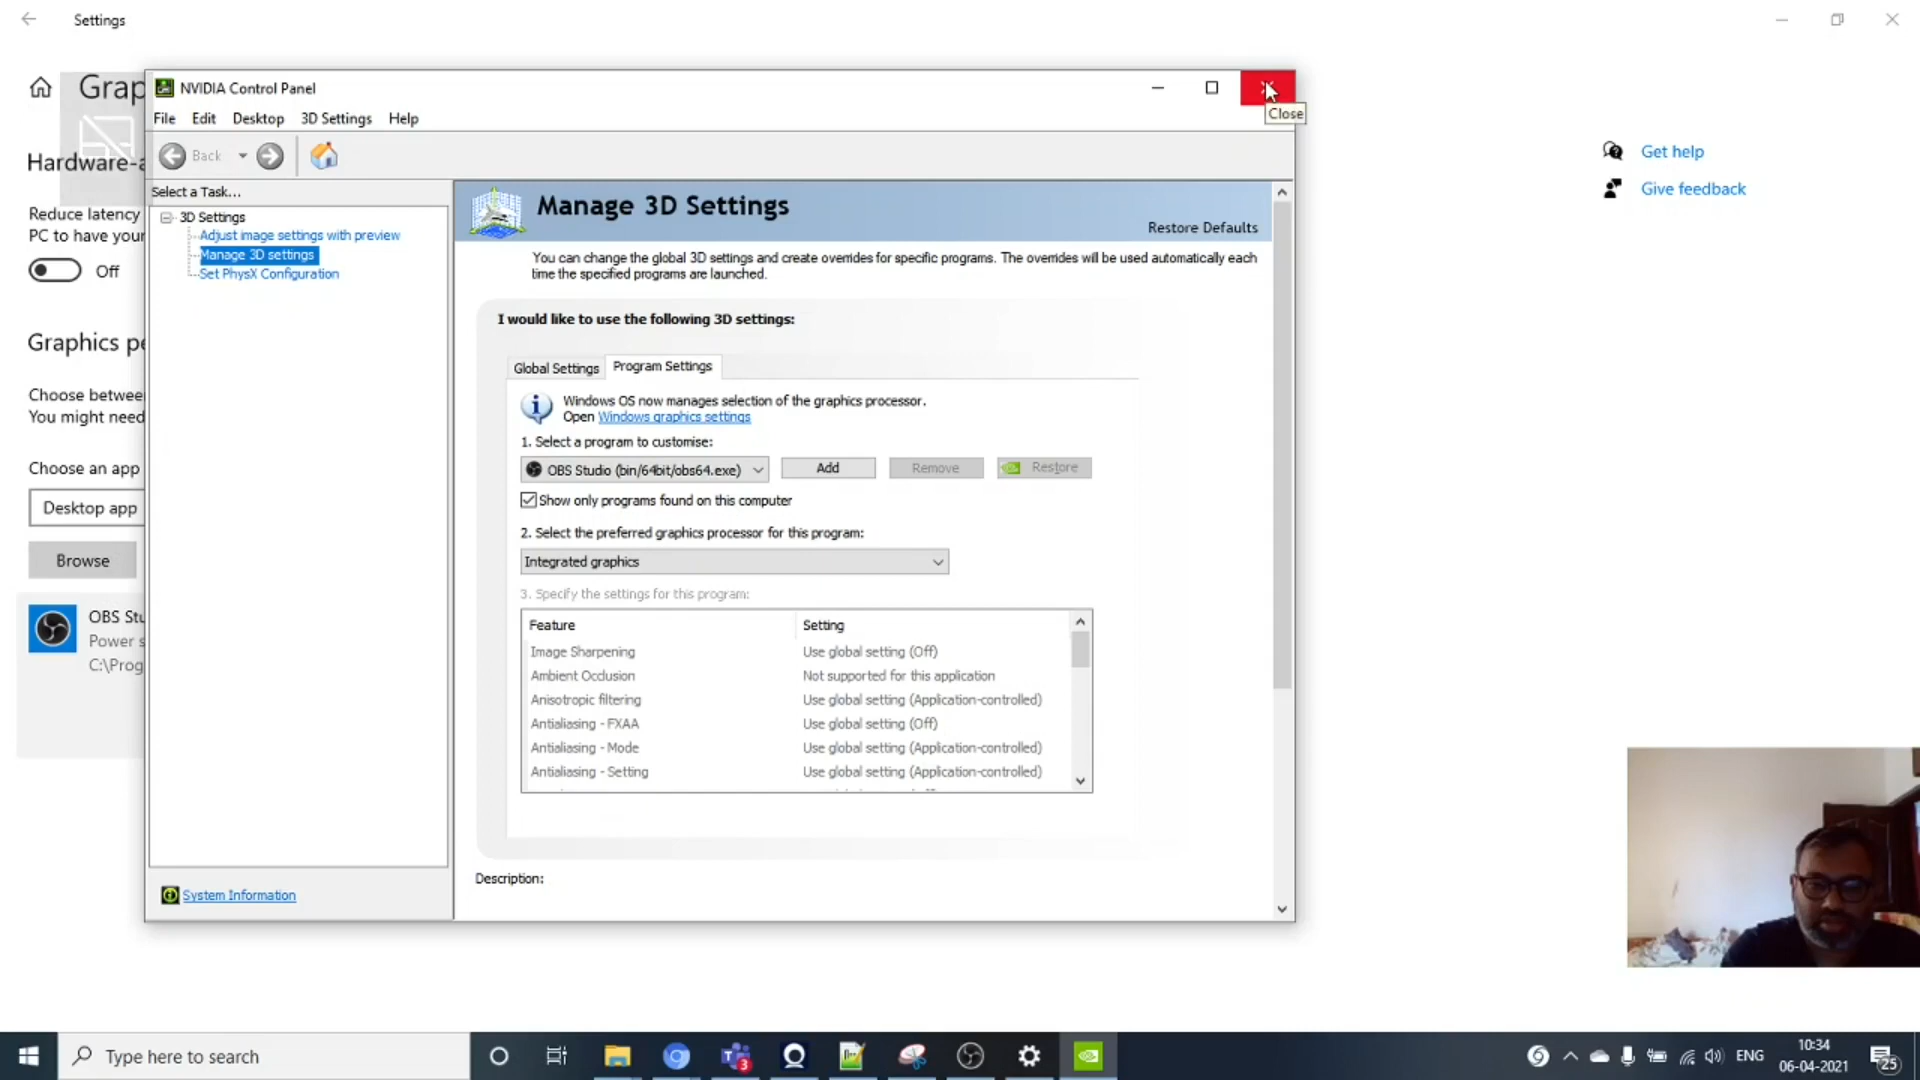 Settings
Grap
Hardware-a
Reduce latency
PC to have your
Off
Graphics pe
Choose betwee
You might need
Choose an app
Desktop app
Browse
OBS Stu
Power s
C:\Prog
NVIDIA Control Panel
Close
File Edit Desktop 3D Settings Help
Back
Select a Task...
3D Settings
Adjust image settings with preview
Manage 3D settings
Set PhysX Configuration
System Information
Manage 3D Settings
Restore Defaults
You can change the global 3D settings and create overrides for specific programs. The overrides will be used automatically each
time the specified programs are launched.
I would like to use the following 3D settings:
Global Settings Program Settings
Windows OS now manages selection of the graphics processor.
Open Windows graphics settings
1. Select a program to customise:
OBS Studio (bin/64bit/obs64.exe) Add Remove Restore
Show only programs found on this computer
2. Select the preferred graphics processor for this program:
Integrated graphics
3. Specify the settings for this program:
Feature Setting
Image Sharpening Use global setting (Off)
Ambient Occlusion Not supported for this application
Anisotropic filtering Use global setting (Application-controlled)
Antialiasing - FXAA Use global setting (Off)
Antialiasing - Mode Use global setting (Application-controlled)
Antialiasing - Setting Use global setting (Application-controlled)
Description:
Get help
Give feedback
Type here to search
3
ENG
10:34
06-04-2021
25